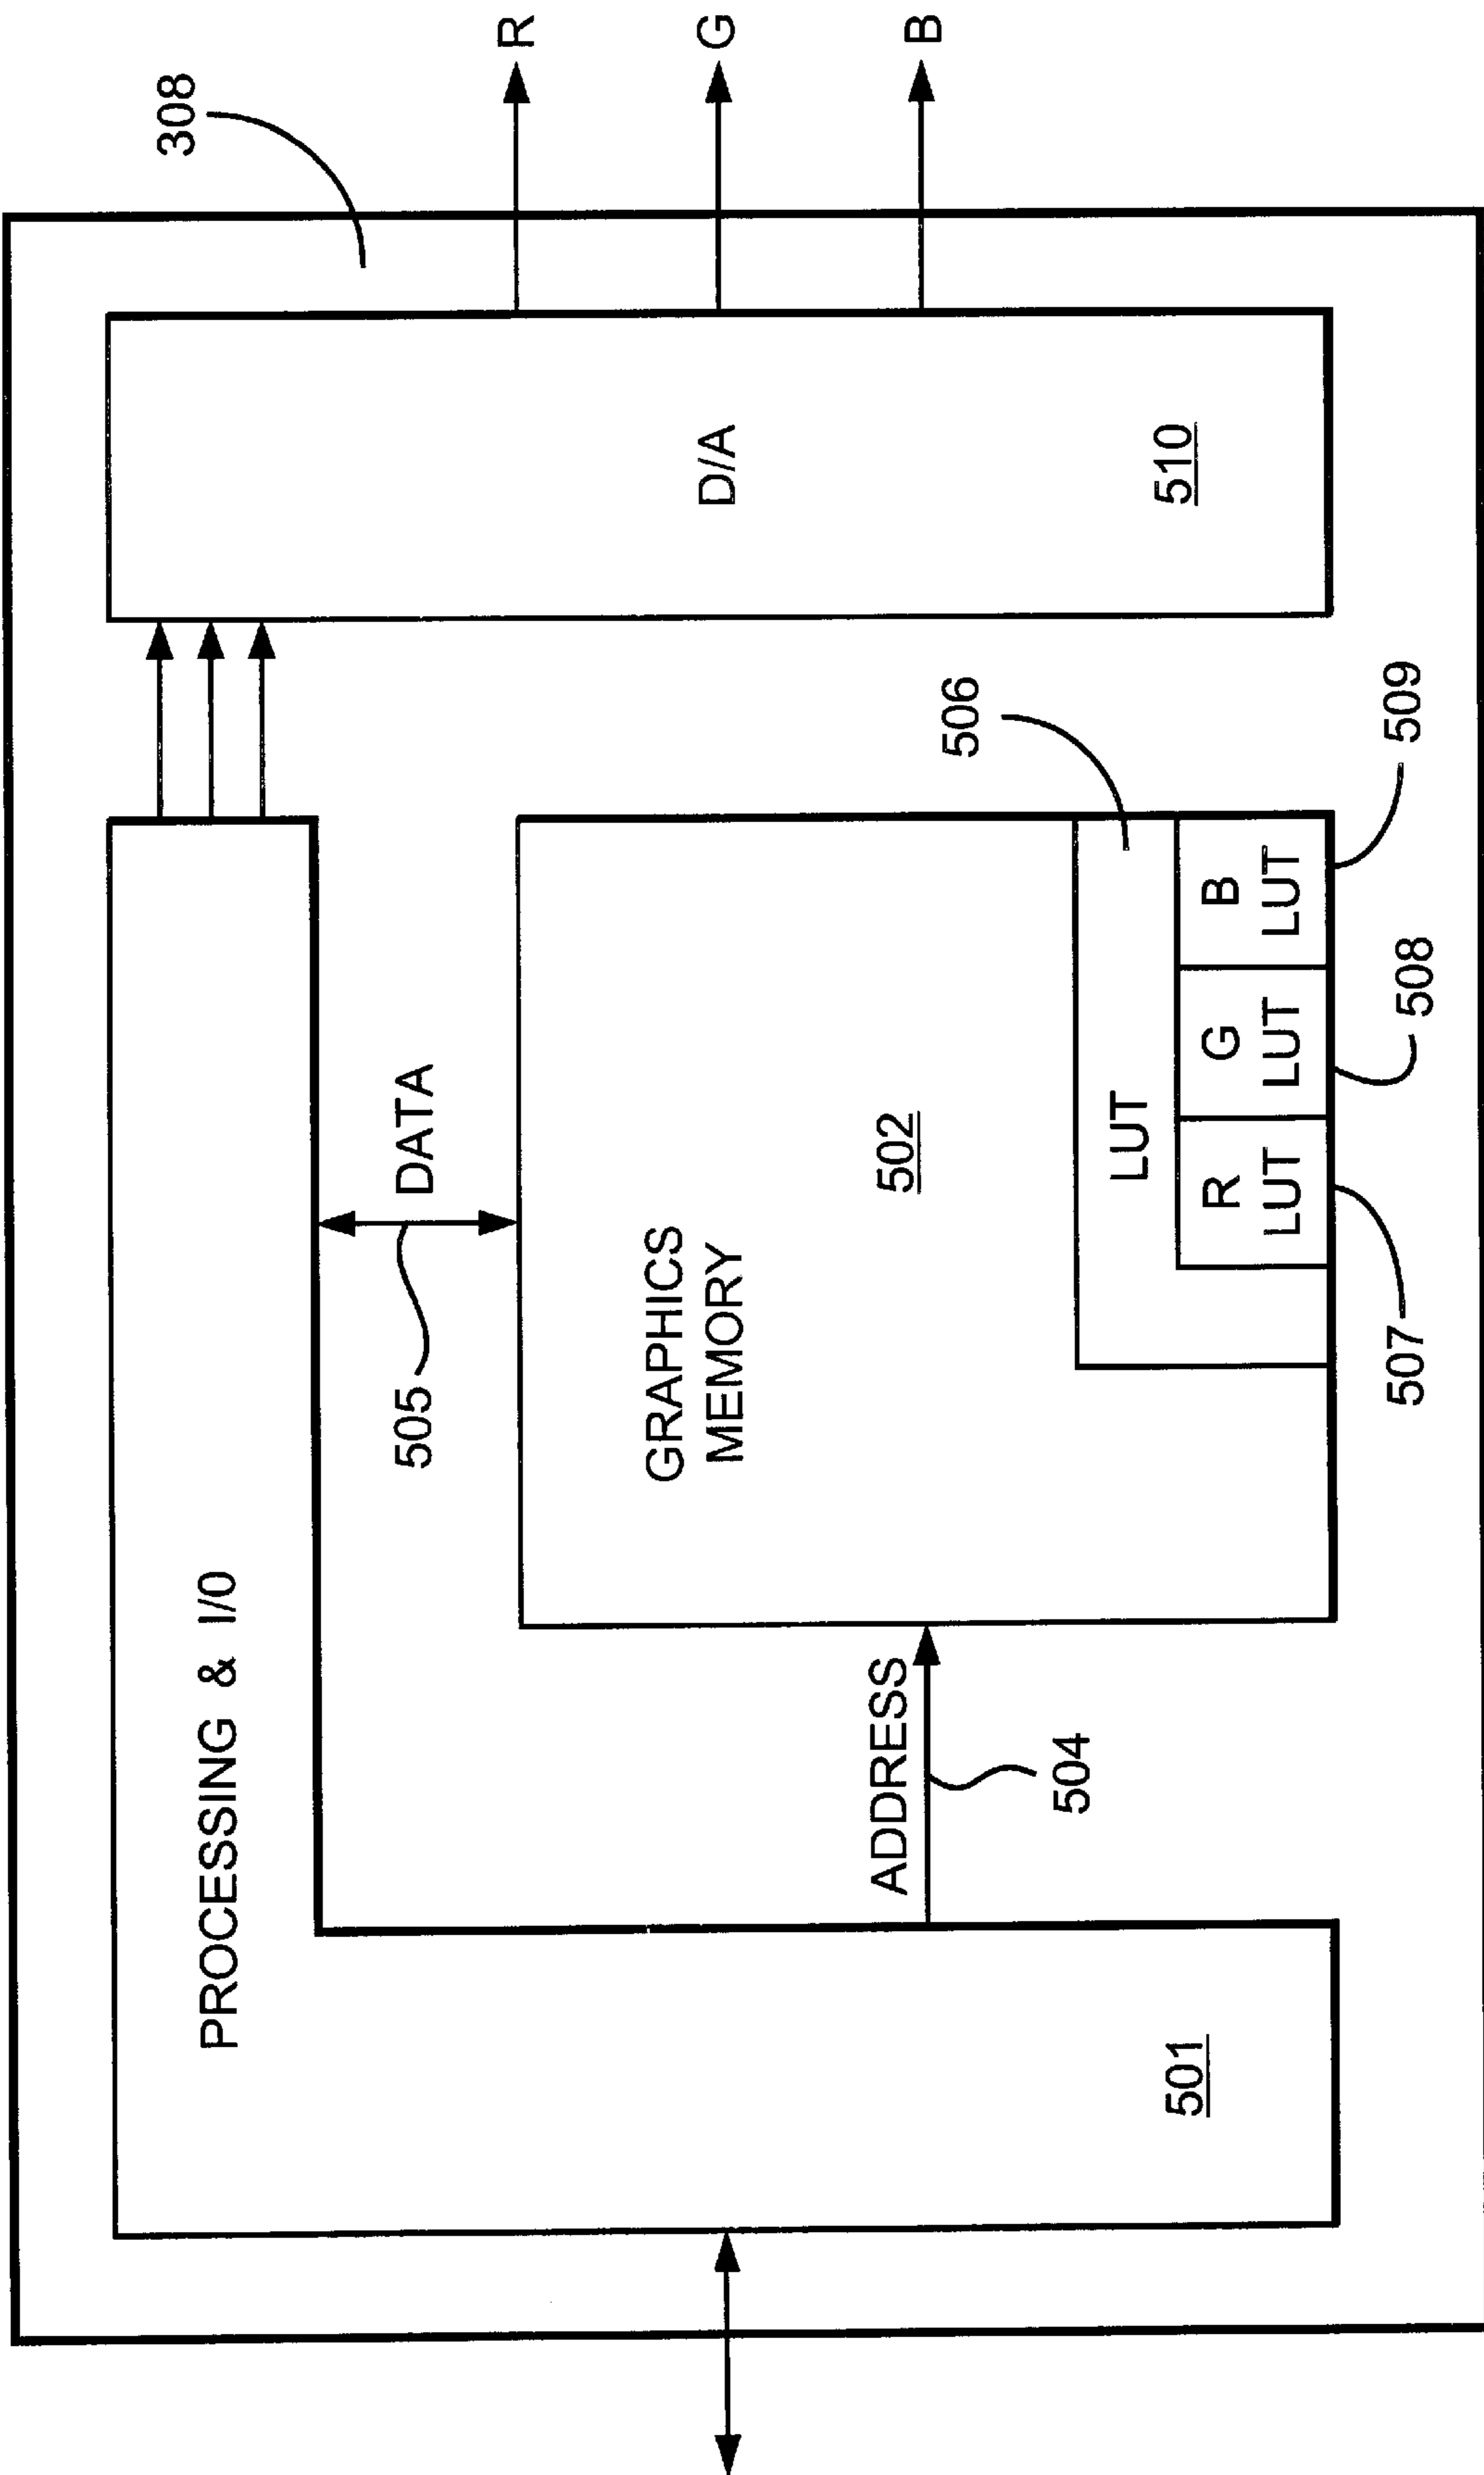 308
PROCESSING & I/0
R
505
DATA
D/A
G
GRAPHICS
MEMORY
B
ADDRESS
502
506
504
LUT
501
510
R
LUT
G
LUT
B
LUT
507
508
509